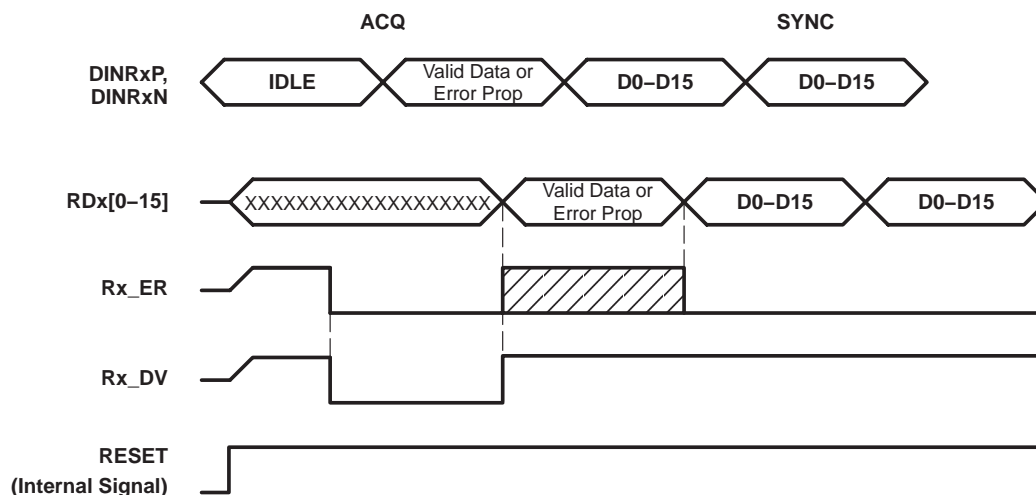 ACQ SYNC
DINRxP,
DINRxN
IDLE
Valid Data or
Error Prop
D0–D15
D0–D15
RDx[0–15]
XXXXXXXXXXXXXXXXXXX
Valid Data or
Error Prop
D0–D15
D0–D15
Rx_ER
Rx_DV
RESET
(Internal Signal)